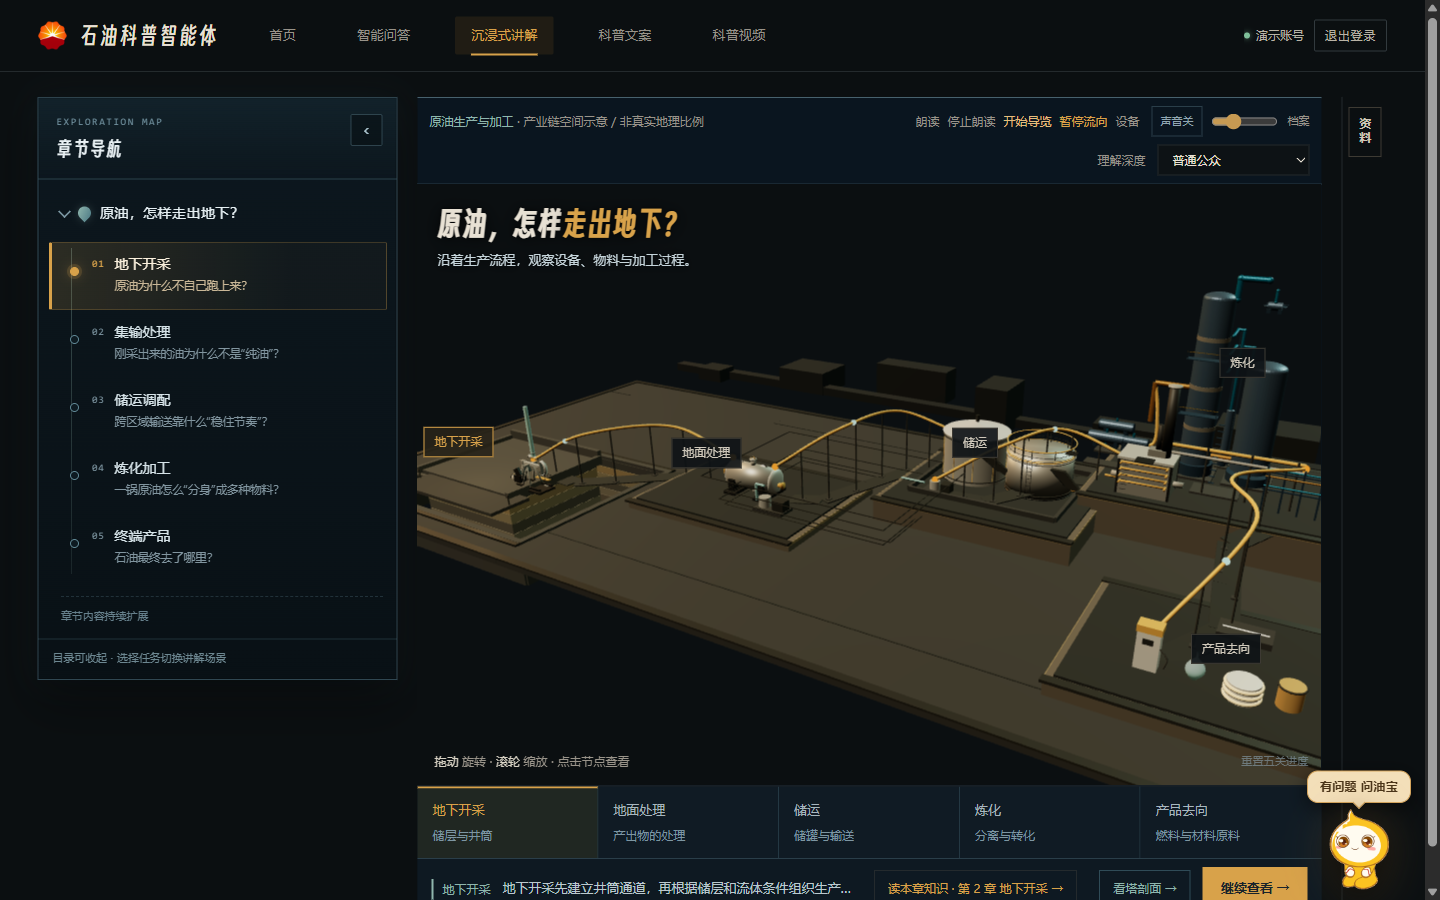 石油科普智能体
首页
智能问答
沉浸式讲解
科普文案
科普视频
演示账号
退出登录
EXPLORATION MAP
章节导航
‹
原油，怎样走出地下？
01 地下开采
原油为什么不自己跑上来？
02 集输处理
刚采出来的油为什么不是“纯油”？
03 储运调配
跨区域输送靠什么“稳住节奏”？
04 炼化加工
一锅原油怎么“分身”成多种物料？
05 终端产品
石油最终去了哪里？
章节内容持续扩展
目录可收起 · 选择任务切换讲解场景
原油生产与加工 · 产业链空间示意 / 非真实地理比例
朗读 停止朗读 开始导览 暂停流向 设备 声音关 档案
理解深度 普通公众
原油，怎样走出地下？
沿着生产流程，观察设备、物料与加工过程。
炼化
地下开采
地面处理
储运
产品去向
拖动 旋转 · 滚轮 缩放 · 点击节点查看
重置五关进度
地下开采
储层与井筒
地面处理
产出物的处理
储运
储罐与输送
炼化
分离与转化
产品去向
燃料与材料原料
地下开采 地下开采先建立井筒通道，再根据储层和流体条件组织生产...
读本章知识 · 第 2 章 地下开采 →
看塔剖面 →
继续查看 →
资料
有问题 问油宝